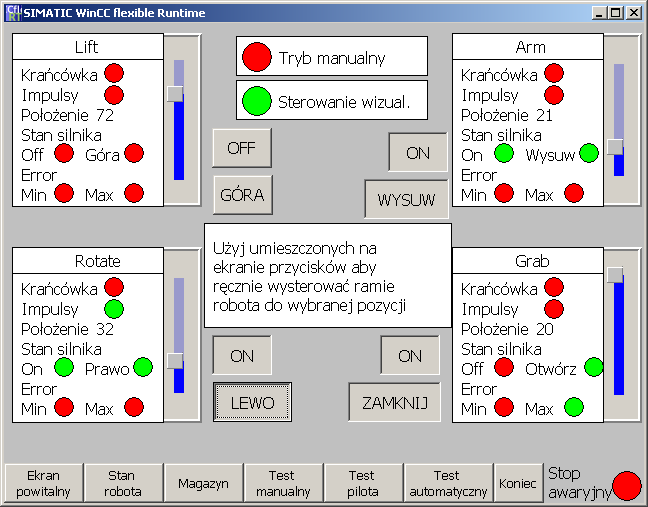 SIMATIC WinCC flexible Runtime
Lift
Krańcówka
Impulsy
Położenie 72
Stan silnika
Off Góra
Error
Min Max
Tryb manualny
Sterowanie wizual.
OFF
GÓRA
ON
WYSUW
Arm
Krańcówka
Impulsy
Położenie 21
Stan silnika
On Wysuw
Error
Min Max
Użyj umieszczonych na
ekranie przycisków aby
ręcznie wysterować ramie
robota do wybranej pozycji
Rotate
Krańcówka
Impulsy
Położenie 32
Stan silnika
On Prawo
Error
Min Max
ON
LEWO
ON
ZAMKNIJ
Grab
Krańcówka
Impulsy
Położenie 20
Stan silnika
Off Otwórz
Error
Min Max
Ekran
powitalny
Stan
robota
Magazyn
Test
manualny
Test
pilota
Test
automatyczny
Koniec
Stop
awaryjny